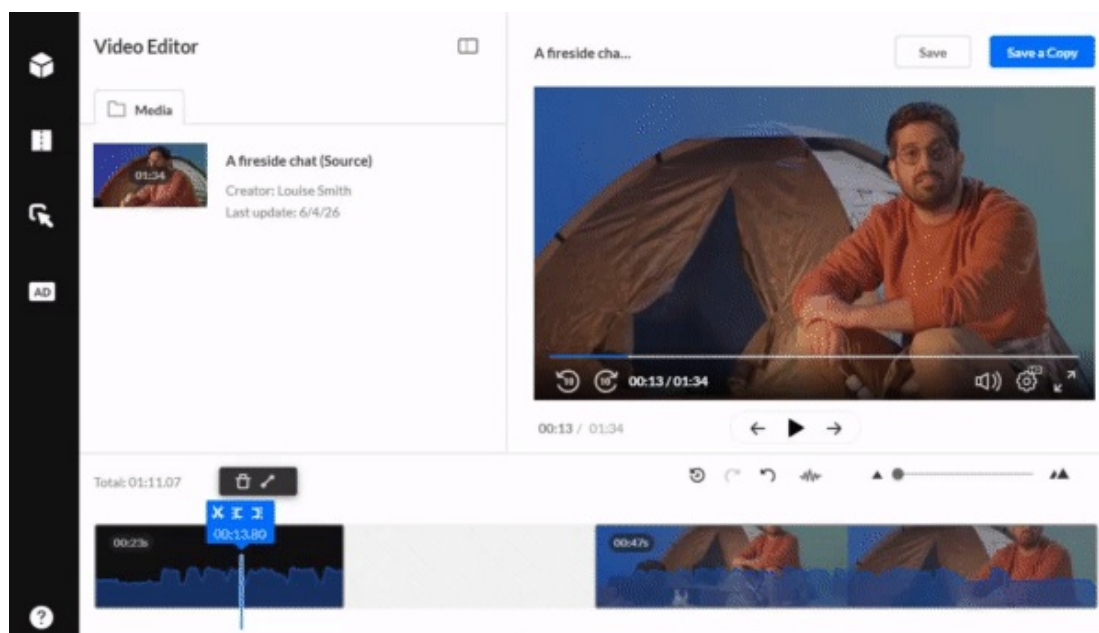 Video Editor
Media
01:34
A fireside chat (Source)
Creator: Louise Smith
Last update: 6/4/26
AD
A fireside cha...
Save
Save a Copy
10
10
00:13 / 01:34
00:13 / 01:34
Total: 01:11.07
00:13.80
00:23s
00:47s
?